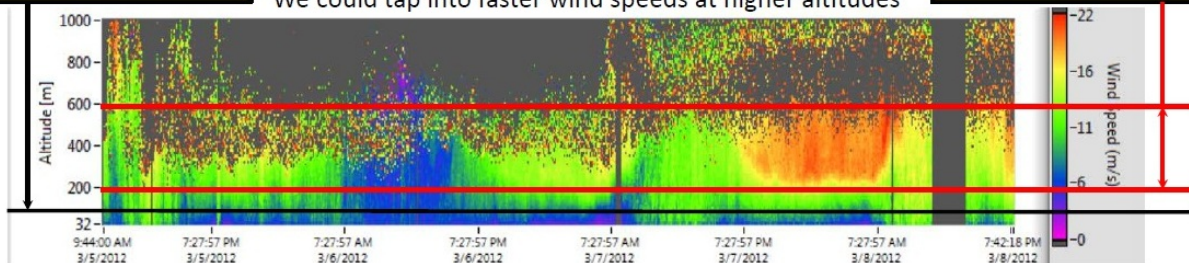 We could tap into faster wind speeds at higher altitudes
1000
800
600
400
200
32
Altitude [m]
9:44:00 AM 7:27:57 PM 7:27:57 AM 7:27:57 PM 7:27:57 AM 7:27:57 PM 7:27:57 AM 7:42:18 PM
3/5/2012 3/5/2012 3/6/2012 3/6/2012 3/7/2012 3/7/2012 3/8/2012 3/8/2012
22
16
11
6
0
Wind Speed (m/s)